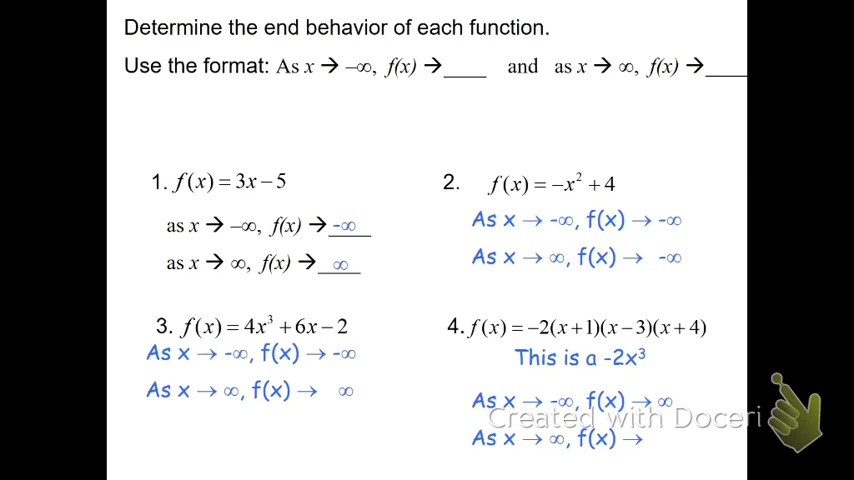 Determine the end behavior of each function.
Use the format: As x → –∞, f(x) →____ and as x → ∞, f(x) →____
1. f(x) = 3x – 5
as x → –∞, f(x) → -∞
as x → ∞, f(x) → ∞
2. f(x) = –x² + 4
As x → -∞, f(x) → -∞
As x → ∞, f(x) → -∞
3. f(x) = 4x³ + 6x – 2
As x → -∞, f(x) → -∞
As x → ∞, f(x) → ∞
4. f(x) = –2(x + 1)(x – 3)(x + 4)
This is a -2x³
As x → -∞, f(x) → ∞
Created with Doceri
As x → ∞, f(x) →